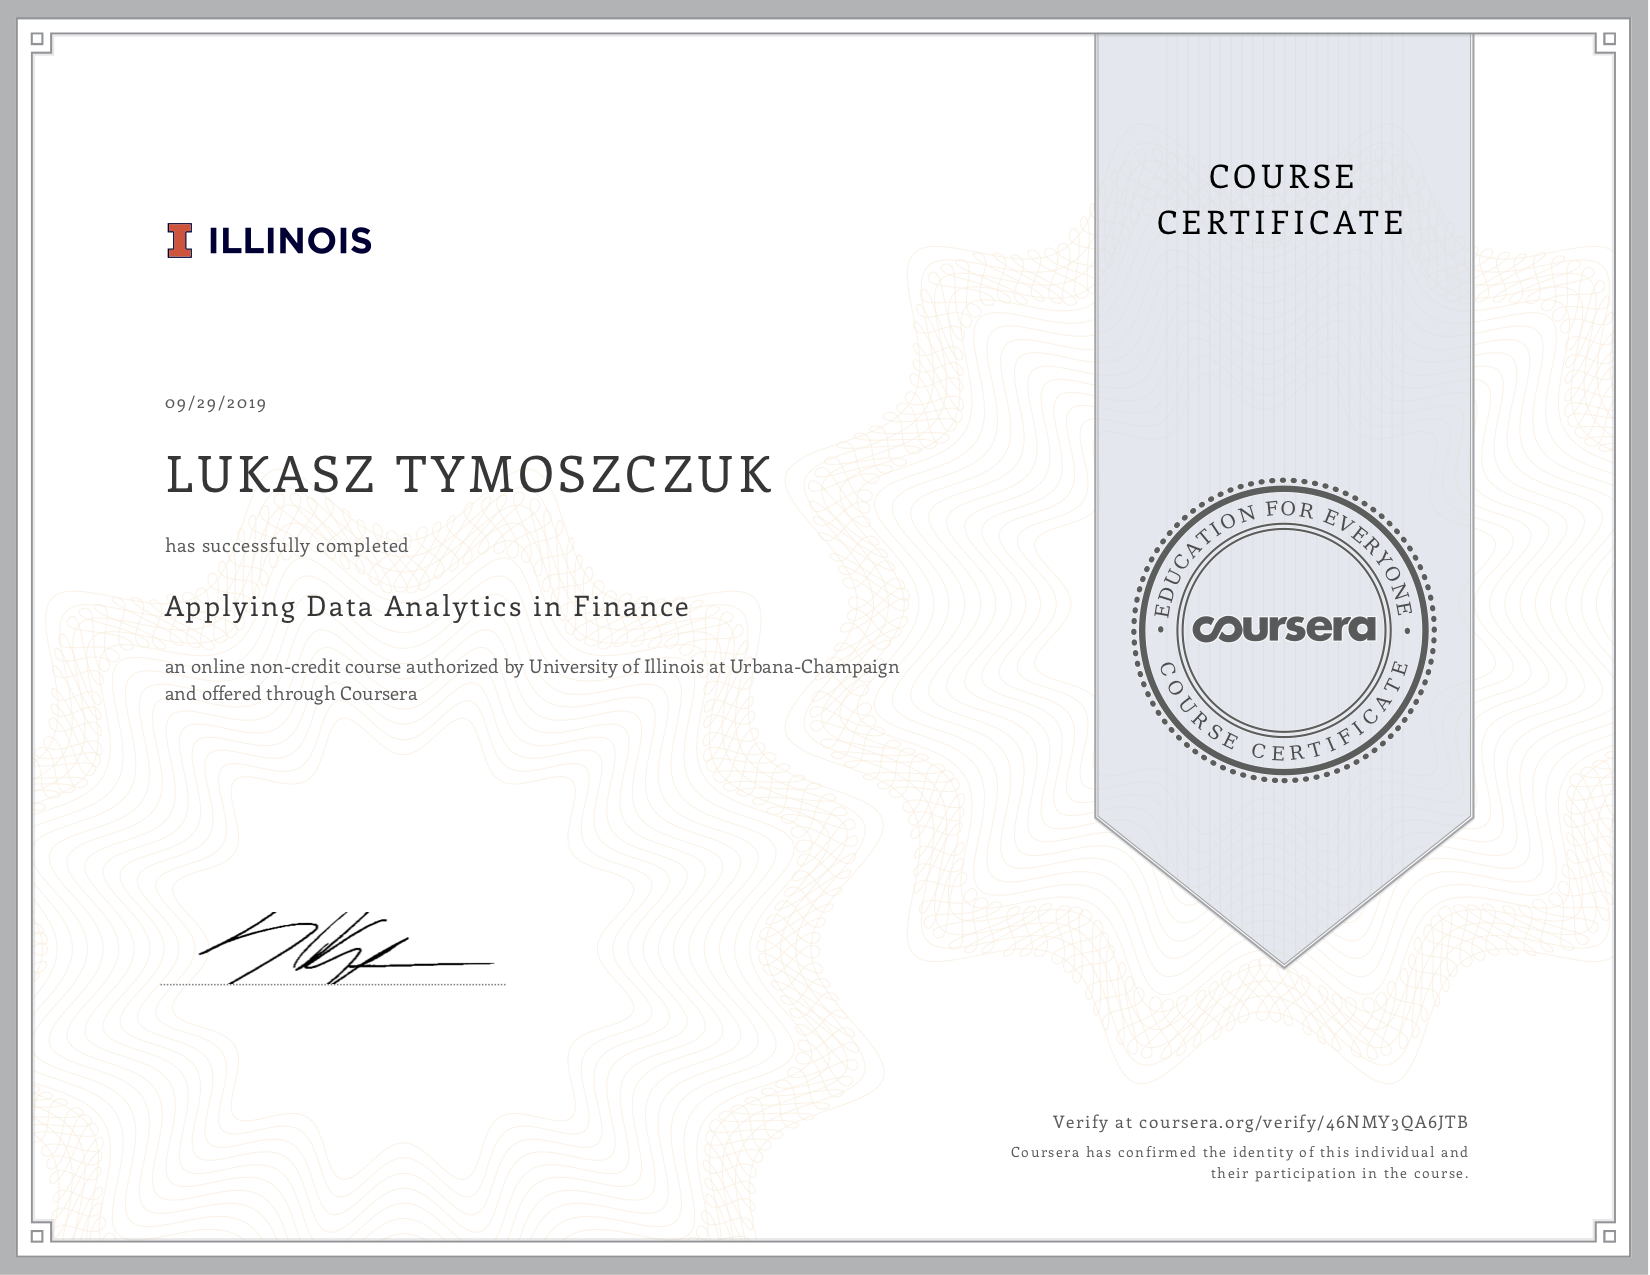 ILLINOIS
09/29/2019
LUKASZ TYMOSZCZUK
has successfully completed
Applying Data Analytics in Finance
an online non-credit course authorized by University of Illinois at Urbana-Champaign
and offered through Coursera
COURSE
CERTIFICATE
EDUCATION FOR EVERYONE
coursera
COURSE CERTIFICATE
Verify at coursera.org/verify/46NMY3QA6JTB
Coursera has confirmed the identity of this individual and
their participation in the course.